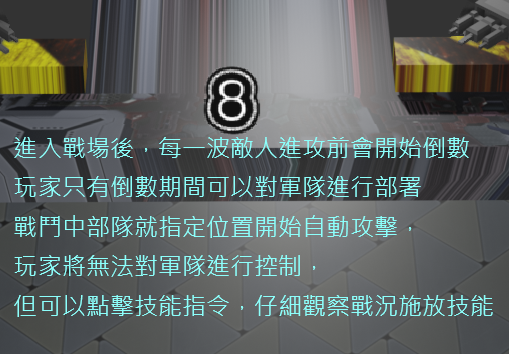 8
進入戰場後，每一波敵人進攻前會開始倒數
玩家只有倒數期間可以對軍隊進行部署
戰鬥中部隊就指定位置開始自動攻擊，
玩家將無法對軍隊進行控制，
但可以點擊技能指令，仔細觀察戰況施放技能